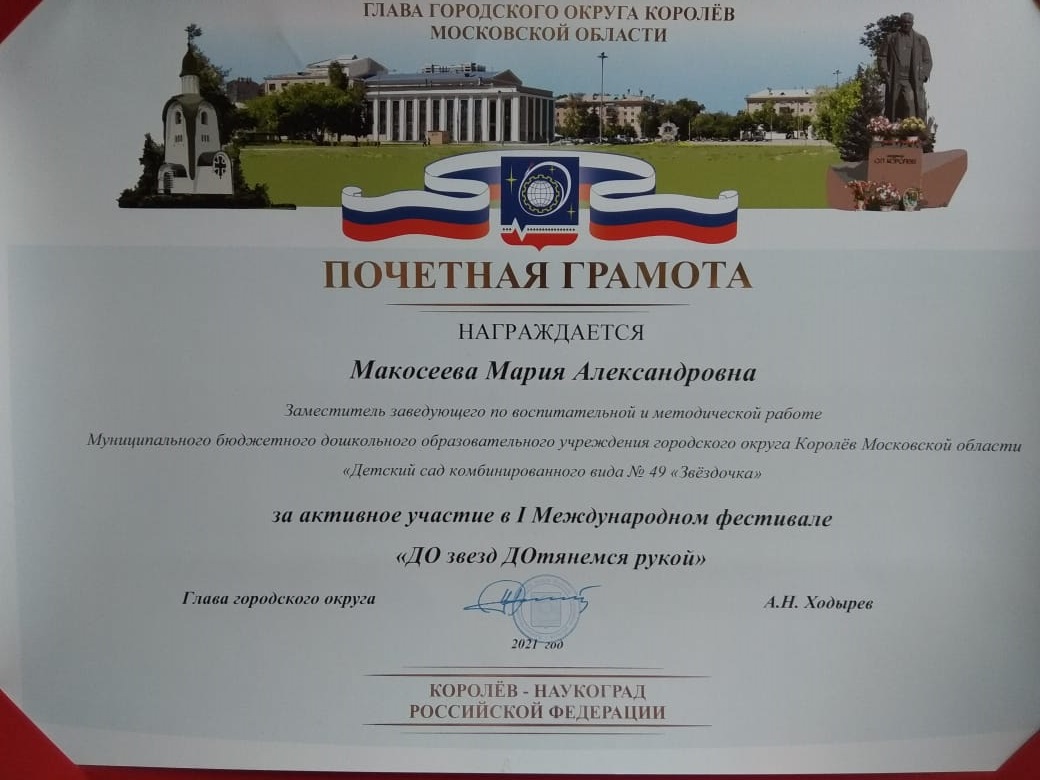 ГЛАВА ГОРОДСКОГО ОКРУГА КОРОЛЁВ
МОСКОВСКОЙ ОБЛАСТИ
ПОЧЕТНАЯ ГРАМОТА
НАГРАЖДАЕТСЯ
Макосеева Мария Александровна
Заместитель заведующего по воспитательной и методической работе
Муниципального бюджетного дошкольного образовательного учреждения городского округа Королёв Московской области
«Детский сад комбинированного вида № 49 «Звёздочка»
за активное участие в I Международном фестивале
«ДО звезд ДОтянемся рукой»
Глава городского округа
А.Н. Ходырев
2021 год
КОРОЛЁВ - НАУКОГРАД
РОССИЙСКОЙ ФЕДЕРАЦИИ